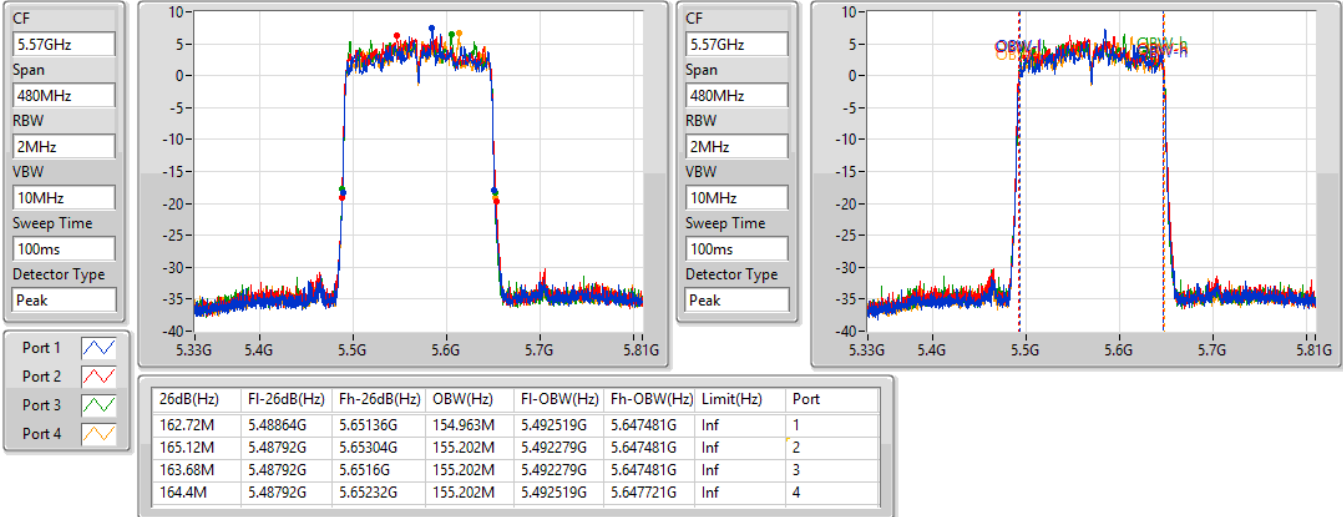 CF
5.57GHz
Span
480MHz
RBW
2MHz
VBW
10MHz
Sweep Time
100ms
Detector Type
Peak
10
5
0
-5
-10
-15
-20
-25
-30
-35
-40
5.33G 5.4G 5.5G 5.6G 5.7G 5.81G
CF
5.57GHz
Span
480MHz
RBW
2MHz
VBW
10MHz
Sweep Time
100ms
Detector Type
Peak
10
5
0
-5
-10
-15
-20
-25
-30
-35
-40
5.33G 5.4G 5.5G 5.6G 5.7G 5.81G
OBW-h
OBW-h
Port 1
Port 2
Port 3
Port 4
26dB(Hz) Fl-26dB(Hz) Fh-26dB(Hz) OBW(Hz) Fl-OBW(Hz) Fh-OBW(Hz) Limit(Hz) Port
162.72M 5.48864G 5.65136G 154.963M 5.492519G 5.647481G Inf 1
165.12M 5.48792G 5.65304G 155.202M 5.492279G 5.647481G Inf 2
163.68M 5.48792G 5.6516G 155.202M 5.492279G 5.647481G Inf 3
164.4M 5.48792G 5.65232G 155.202M 5.492519G 5.647721G Inf 4